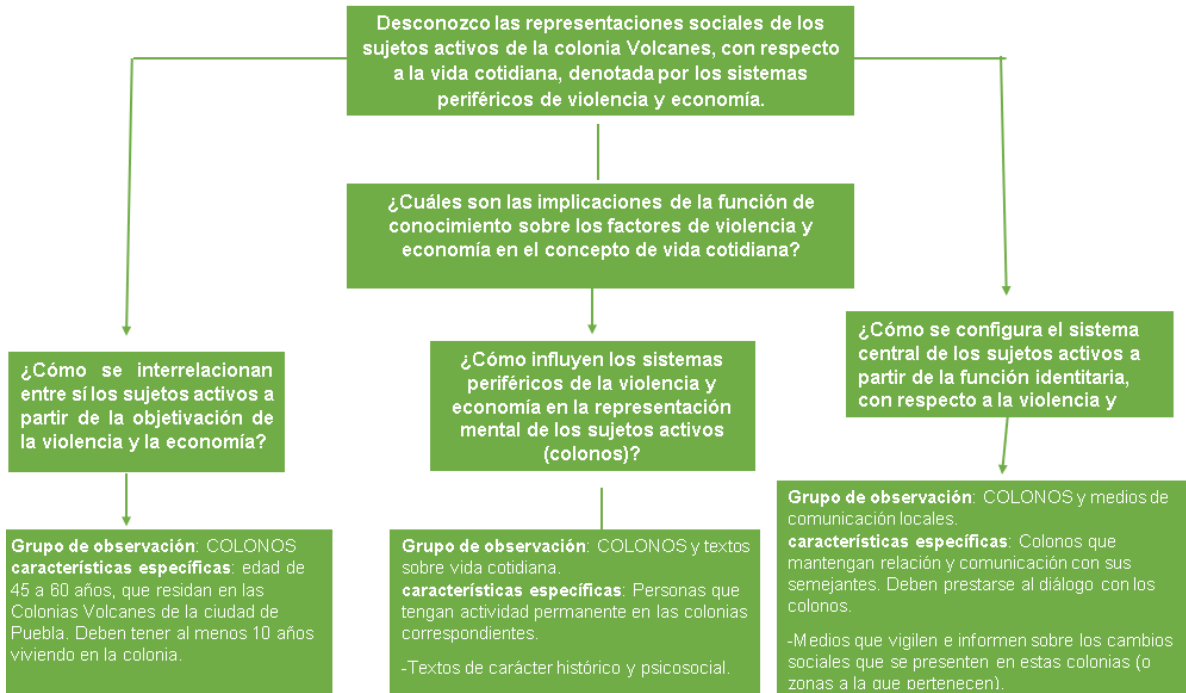 Desconozco las representaciones sociales de los
sujetos activos de la colonia Volcanes, con respecto
a la vida cotidiana, denotada por los sistemas
periféricos de violencia y economía.
¿Cuáles son las implicaciones de la función de
conocimiento sobre los factores de violencia y
economía en el concepto de vida cotidiana?
¿Cómo se interrelacionan
entre sí los sujetos activos a
partir de la objetivación de
la violencia y la economía?
¿Cómo influyen los sistemas
periféricos de la violencia y
economía en la representación
mental de los sujetos activos
(colonos)?
¿Cómo se configura el sistema
central de los sujetos activos a
partir de la función identitaria,
con respecto a la violencia y
Grupo de observación: COLONOS
características específicas: edad de
45 a 60 años, que residan en las
Colonias Volcanes de la ciudad de
Puebla. Deben tener al menos 10 años
viviendo en la colonia.
Grupo de observación: COLONOS y textos
sobre vida cotidiana.
características específicas: Personas que
tengan actividad permanente en las colonias
correspondientes.
-Textos de carácter histórico y psicosocial.
Grupo de observación: COLONOS y medios de
comunicación locales.
características específicas: Colonos que
mantengan relación y comunicación con sus
semejantes. Deben prestarse al diálogo con los
colonos.
-Medios que vigilen e informen sobre los cambios
sociales que se presenten en estas colonias (o
zonas a la que pertenecen).